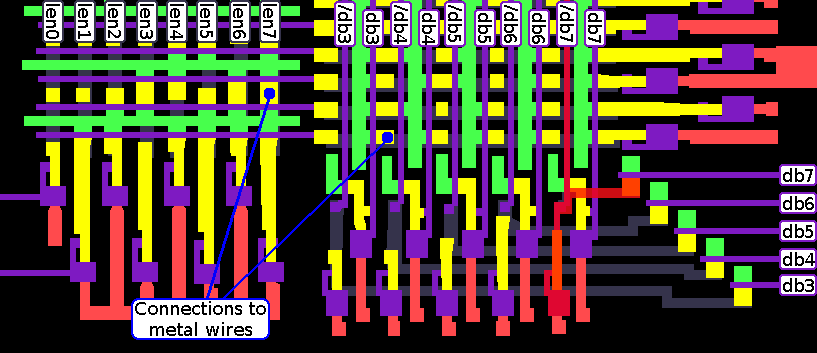 len0
len1
len2
len3
len4
len5
len6
len7
/db3
db3
/db4
db4
/db5
db5
/db6
db6
/db7
db7
db7
db6
db5
db4
db3
Connections to
metal wires